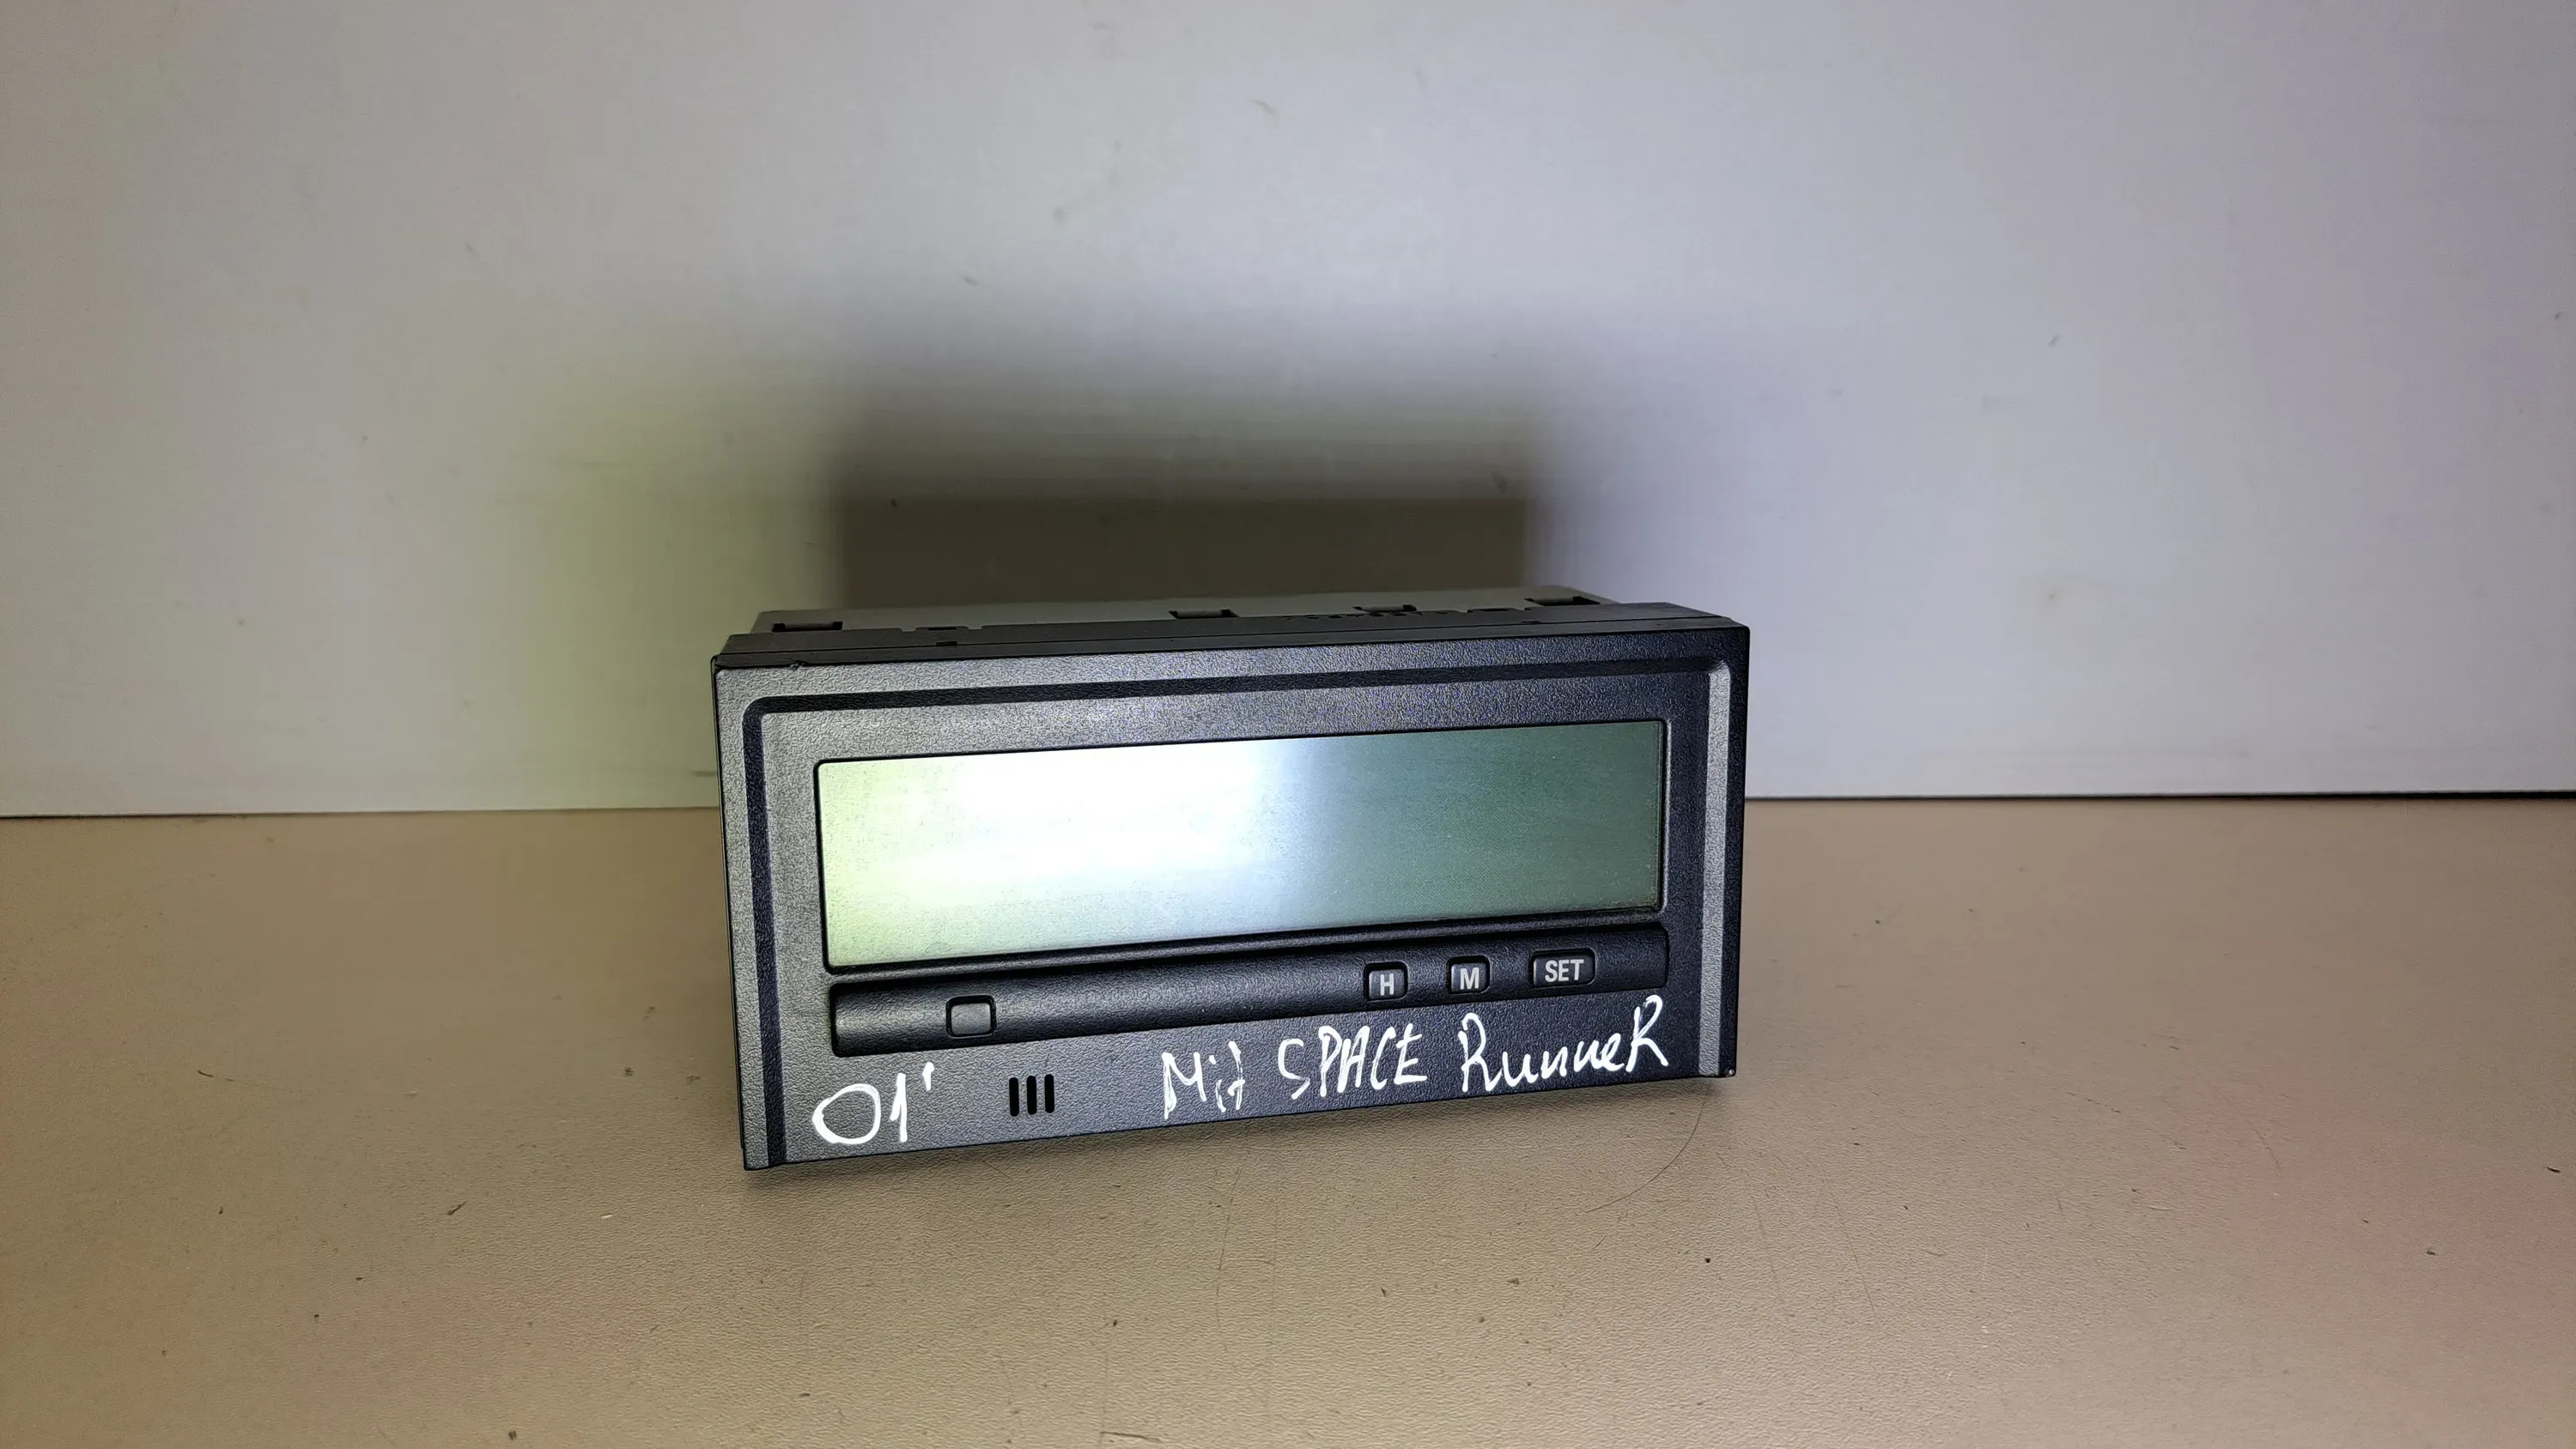 H M SET
01' Mit SPACE RunneR